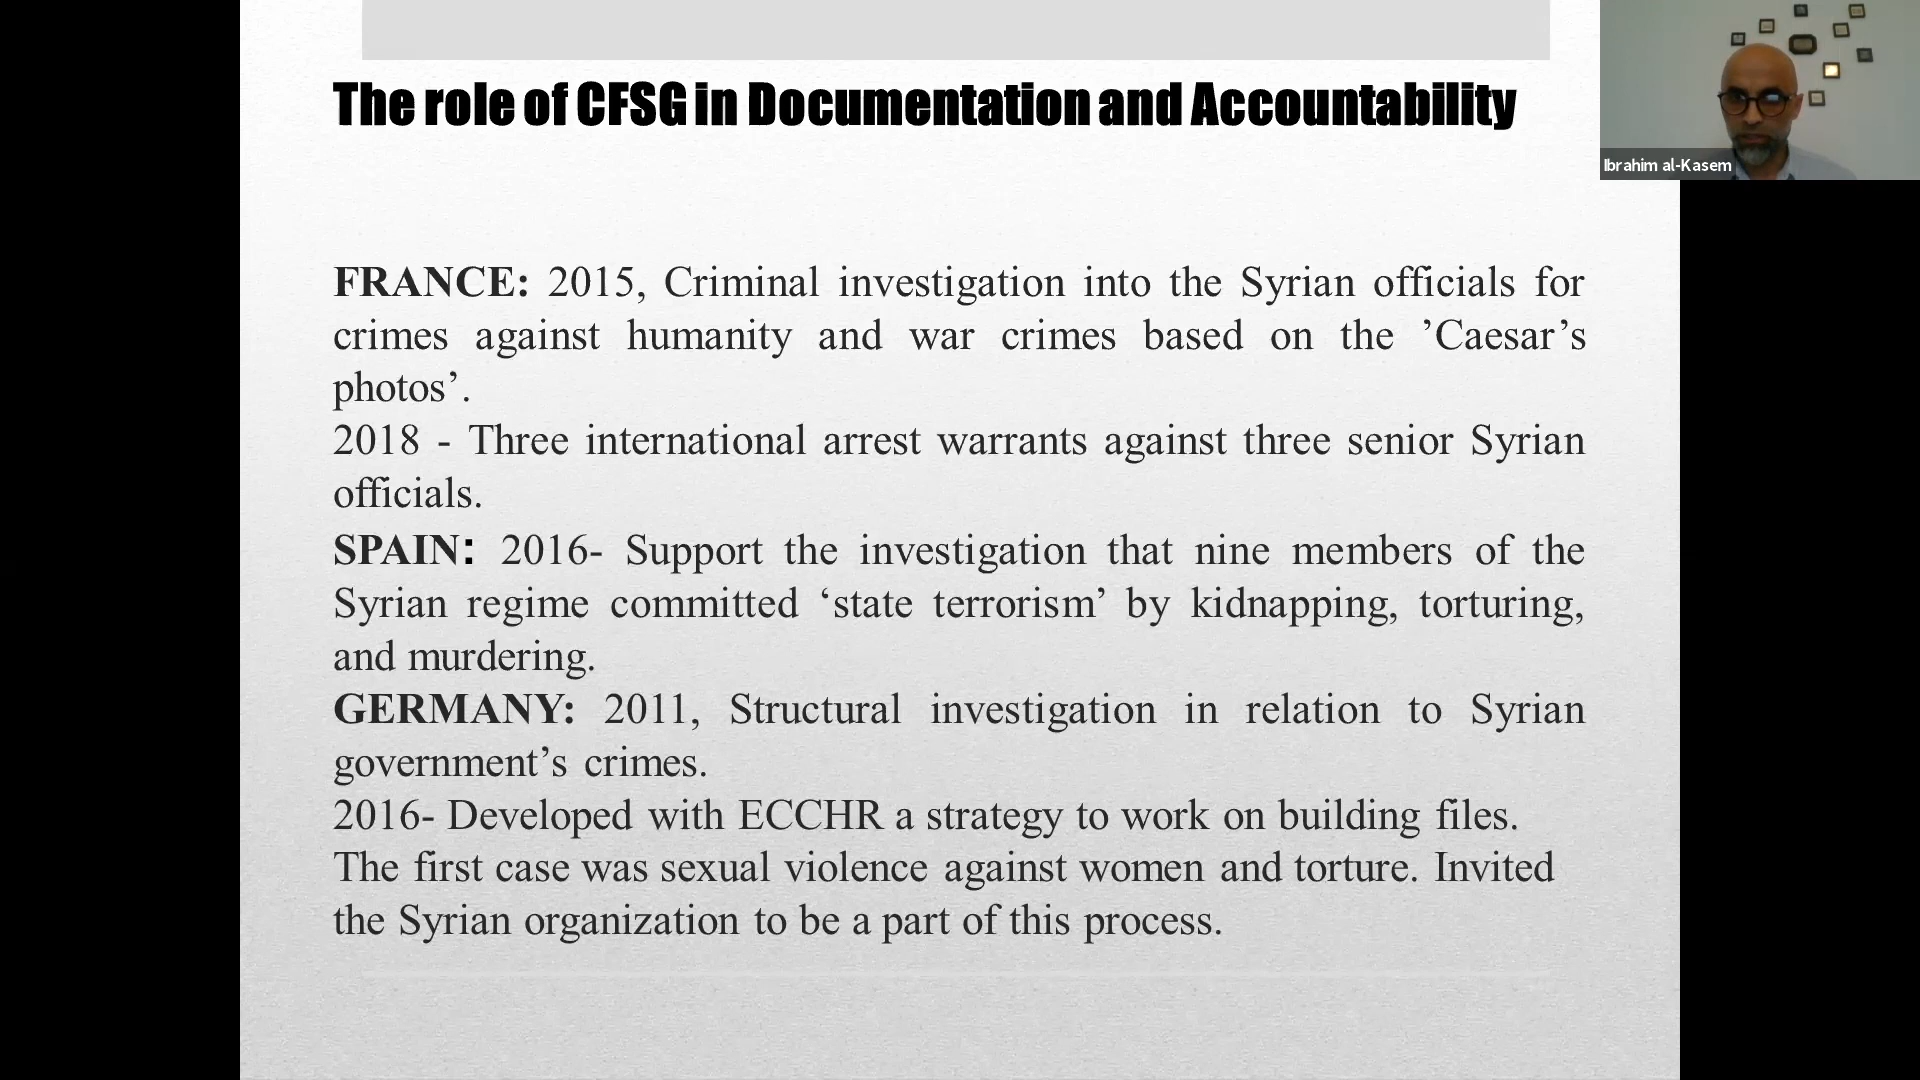 The role of CFSG in Documentation and Accountability
Ibrahim al-Kasem
FRANCE: 2015, Criminal investigation into the Syrian officials for
crimes against humanity and war crimes based on the ’Caesar’s
photos’.
2018 - Three international arrest warrants against three senior Syrian
officials.
SPAIN: 2016- Support the investigation that nine members of the
Syrian regime committed ‘state terrorism’ by kidnapping, torturing,
and murdering.
GERMANY: 2011, Structural investigation in relation to Syrian
government’s crimes.
2016- Developed with ECCHR a strategy to work on building files.
The first case was sexual violence against women and torture. Invited
the Syrian organization to be a part of this process.